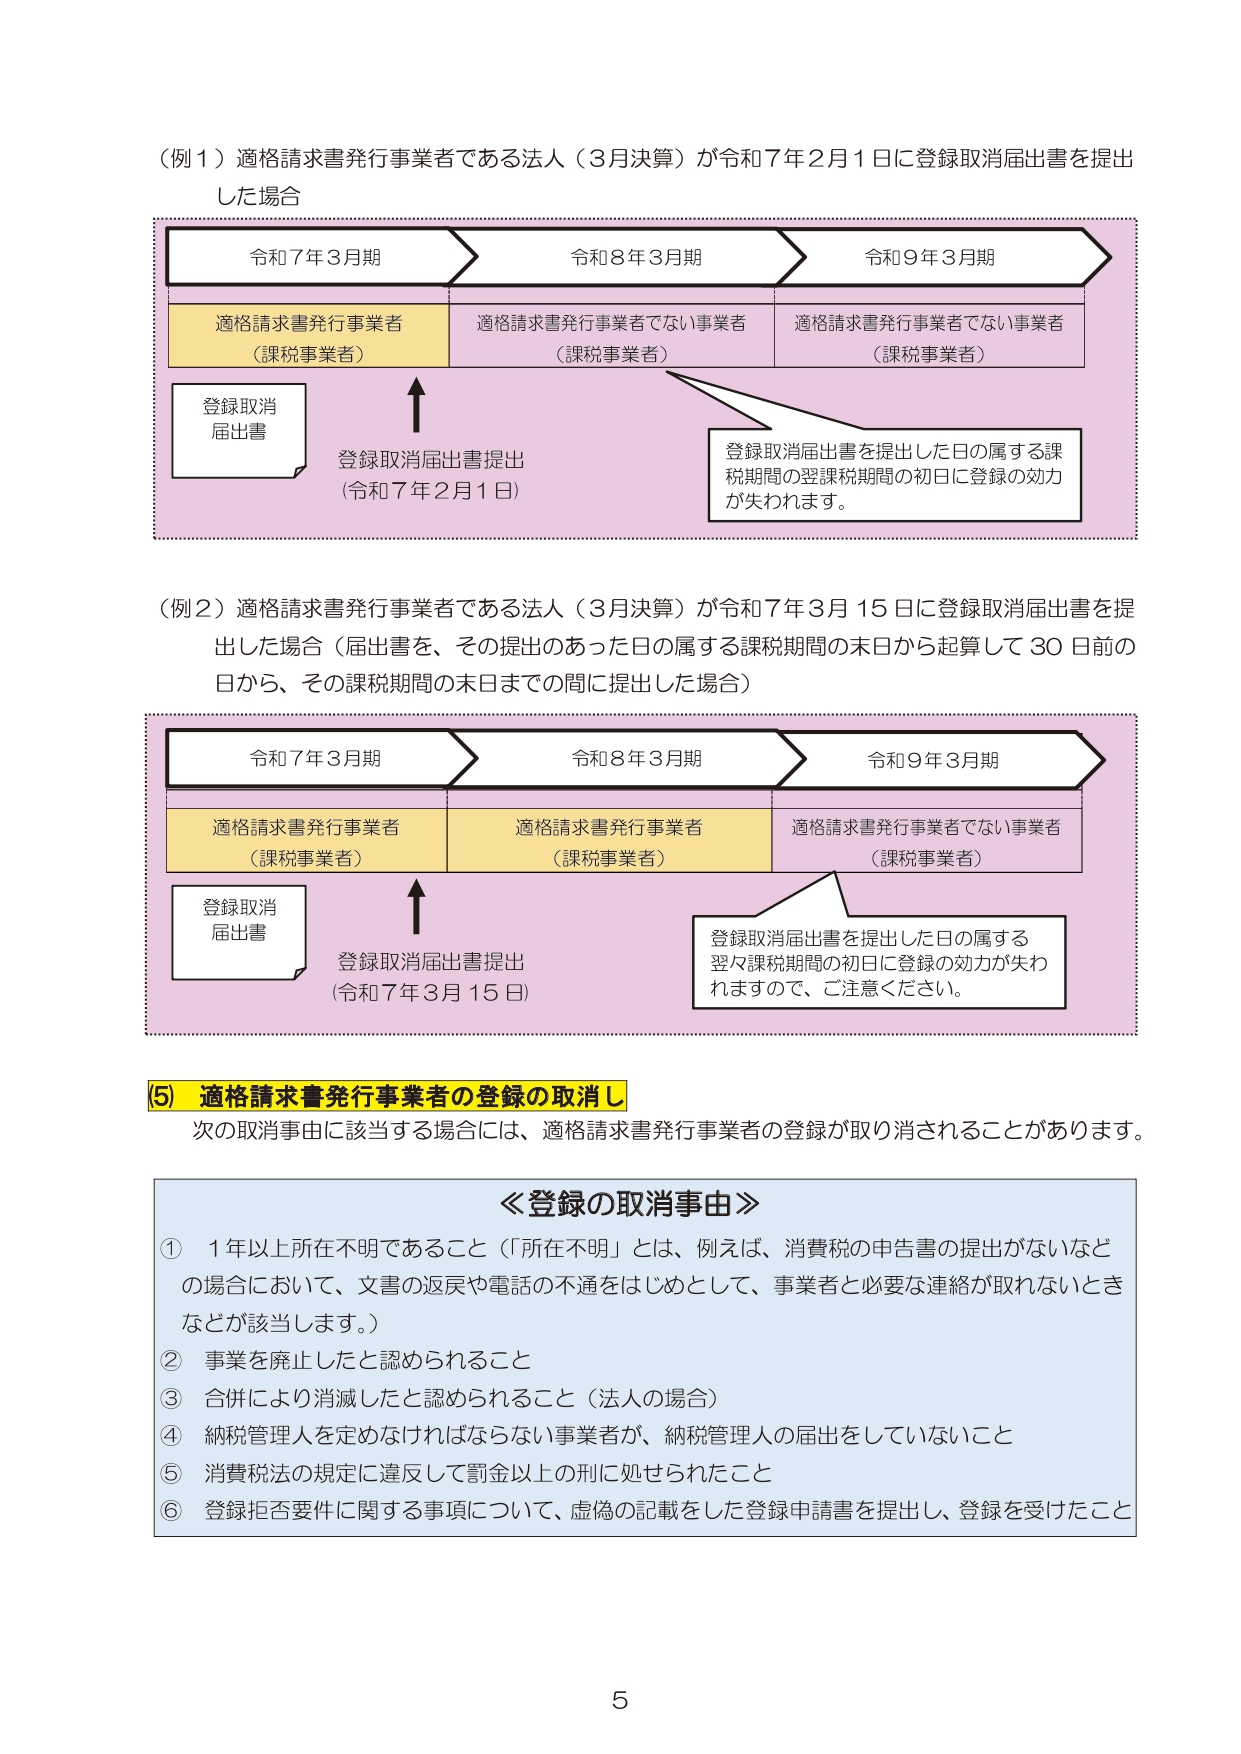 （例１）適格請求書発行事業者である法人（３月決算）が令和７年２月１日に登録取消届出書を提出
した場合
令和７年３月期
令和８年３月期
令和９年３月期
適格請求書発行事業者
（課税事業者）
適格請求書発行事業者でない事業者
（課税事業者）
適格請求書発行事業者でない事業者
（課税事業者）
登録取消
届出書
登録取消届出書提出
(令和７年２月１日)
登録取消届出書を提出した日の属する課
税期間の翌課税期間の初日に登録の効力
が失われます。
（例２）適格請求書発行事業者である法人（３月決算）が令和７年３月 15 日に登録取消届出書を提
出した場合（届出書を、その提出のあった日の属する課税期間の末日から起算して 30 日前の
日から、その課税期間の末日までの間に提出した場合）
令和７年３月期
令和８年３月期
令和９年３月期
適格請求書発行事業者
（課税事業者）
適格請求書発行事業者
（課税事業者）
適格請求書発行事業者でない事業者
（課税事業者）
登録取消
届出書
登録取消届出書提出
(令和７年３月 15 日)
登録取消届出書を提出した日の属する
翌々課税期間の初日に登録の効力が失わ
れますので、ご注意ください。
(5)　適格請求書発行事業者の登録の取消し
次の取消事由に該当する場合には、適格請求書発行事業者の登録が取り消されることがあります。
≪登録の取消事由≫
①　１年以上所在不明であること（「所在不明」とは、例えば、消費税の申告書の提出がないなど
の場合において、文書の返戻や電話の不通をはじめとして、事業者と必要な連絡が取れないとき
などが該当します。）
②　事業を廃止したと認められること
③　合併により消滅したと認められること（法人の場合）
④　納税管理人を定めなければならない事業者が、納税管理人の届出をしていないこと
⑤　消費税法の規定に違反して罰金以上の刑に処せられたこと
⑥　登録拒否要件に関する事項について、虚偽の記載をした登録申請書を提出し、登録を受けたこと
5